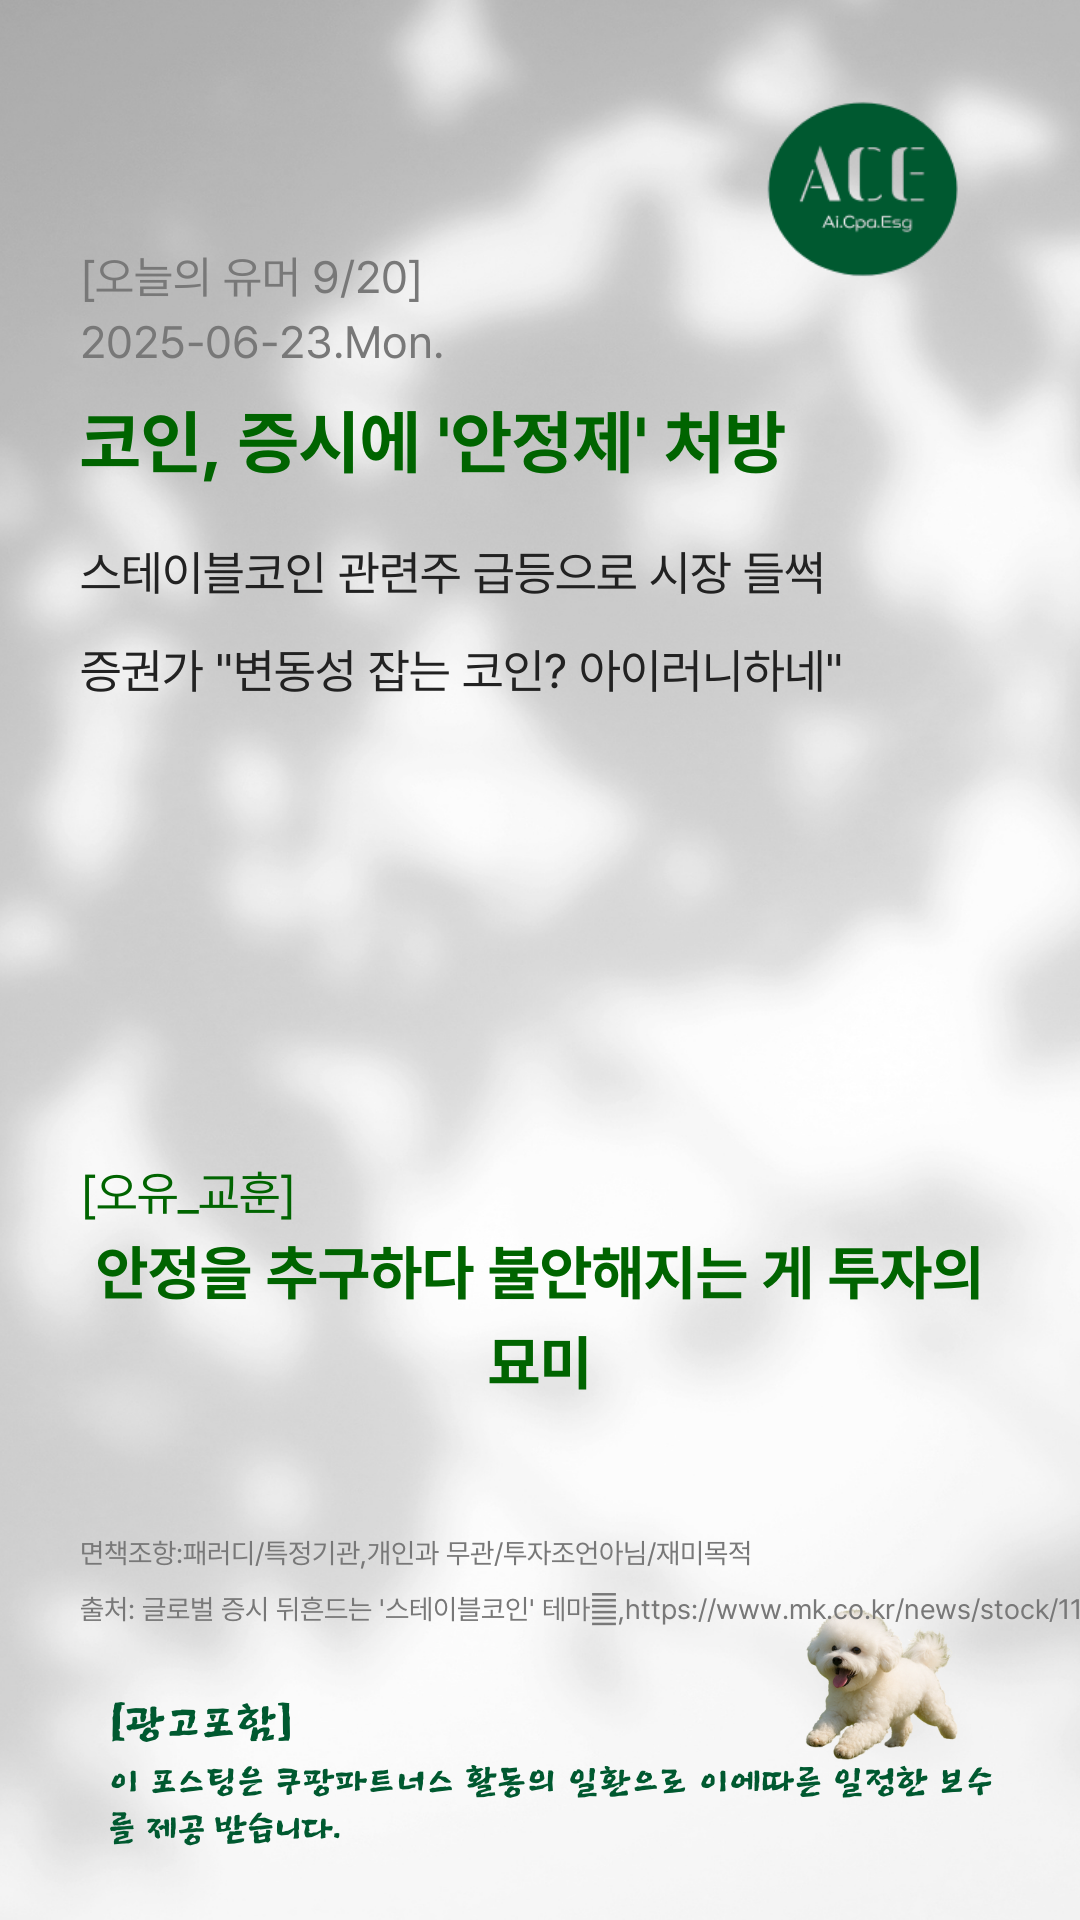 ACE
Ai.Cpa.Esg
[오늘의 유머 9/20]
2025-06-23.Mon.
코인, 증시에 '안정제' 처방
스테이블코인 관련주 급등으로 시장 들썩
증권가 "변동성 잡는 코인? 아이러니하네"
[오유_교훈]
안정을 추구하다 불안해지는 게 투자의
묘미
면책조항:패러디/특정기관,개인과 무관/투자조언아님/재미목적
출처: 글로벌 증시 뒤흔드는 '스테이블코인' 테마䷀,https://www.mk.co.kr/news/stock/11
[광고포함]
이 포스팅은 쿠팡파트너스 활동의 일환으로 이에따른 일정한 보수
를 제공 받습니다.